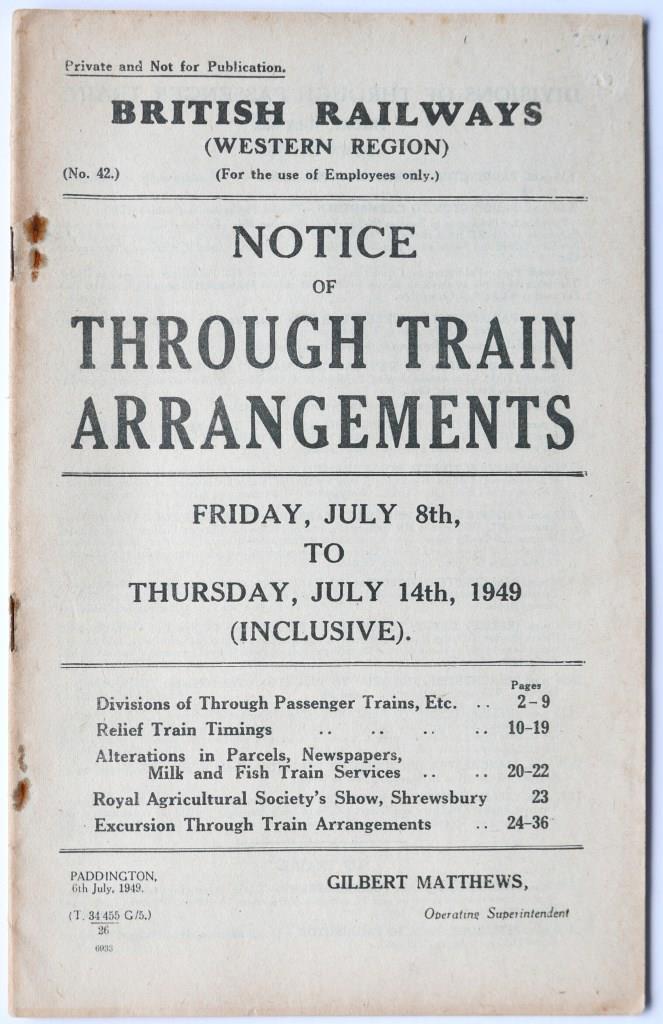 Private and Not for Publication.
BRITISH RAILWAYS
(WESTERN REGION)
(No. 42.) (For the use of Employees only.)
NOTICE
OF
THROUGH TRAIN
ARRANGEMENTS
FRIDAY, JULY 8th,
TO
THURSDAY, JULY 14th, 1949
(INCLUSIVE).
Pages
Divisions of Through Passenger Trains, Etc. .. 2–9
Relief Train Timings .. .. .. .. 10–19
Alterations in Parcels, Newspapers,
Milk and Fish Train Services .. .. 20–22
Royal Agricultural Society's Show, Shrewsbury 23
Excursion Through Train Arrangements .. 24–36
PADDINGTON,
6th July, 1949.
GILBERT MATTHEWS,
Operating Superintendent
(T. 34 455 G/5.)
26
6933